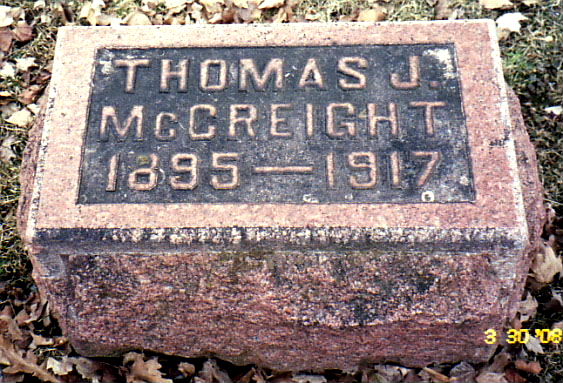 THOMAS J.
McCREIGHT
1895—1917
3 30 '08